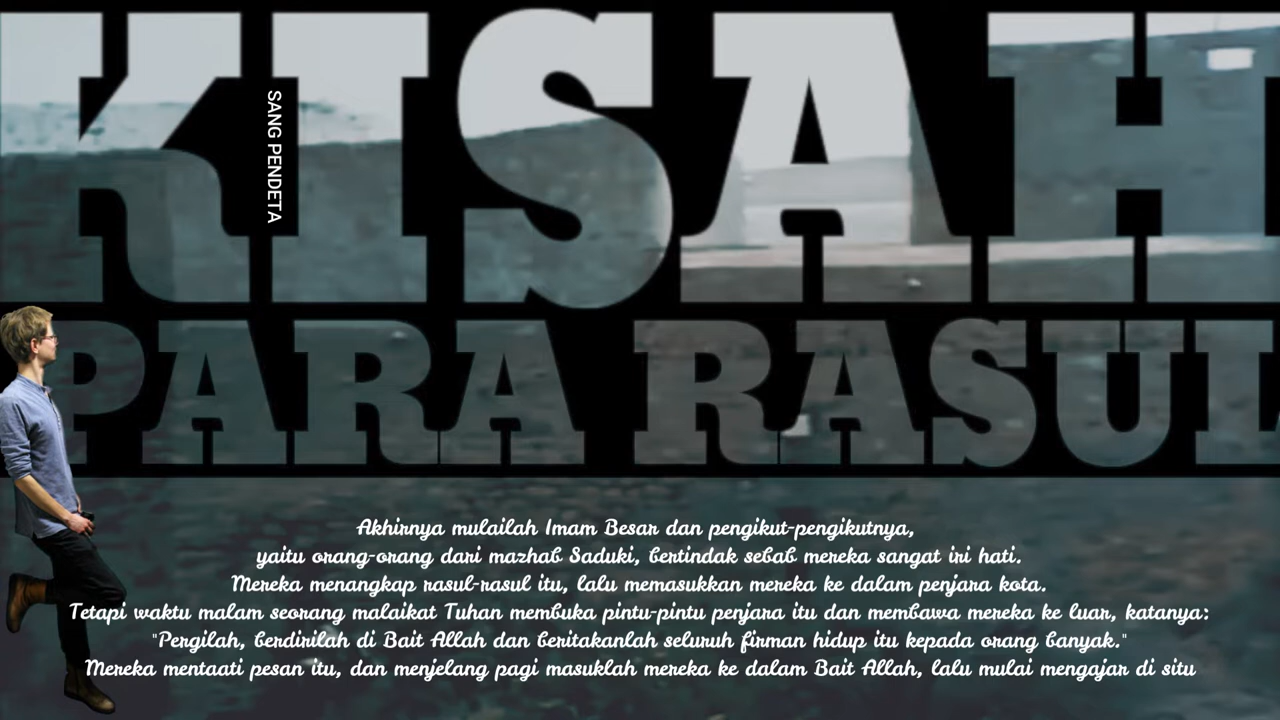 KISAH
SANG PENDETA
PARA RASUL
Akhirnya mulailah Imam Besar dan pengikut-pengikutnya,
yaitu orang-orang dari mazhab Saduki, bertindak sebab mereka sangat iri hati.
Mereka menangkap rasul-rasul itu, lalu memasukkan mereka ke dalam penjara kota.
Tetapi waktu malam seorang malaikat Tuhan membuka pintu-pintu penjara itu dan membawa mereka ke luar, katanya:
"Pergilah, berdirilah di Bait Allah dan beritakanlah seluruh firman hidup itu kepada orang banyak."
Mereka mentaati pesan itu, dan menjelang pagi masuklah mereka ke dalam Bait Allah, lalu mulai mengajar di situ